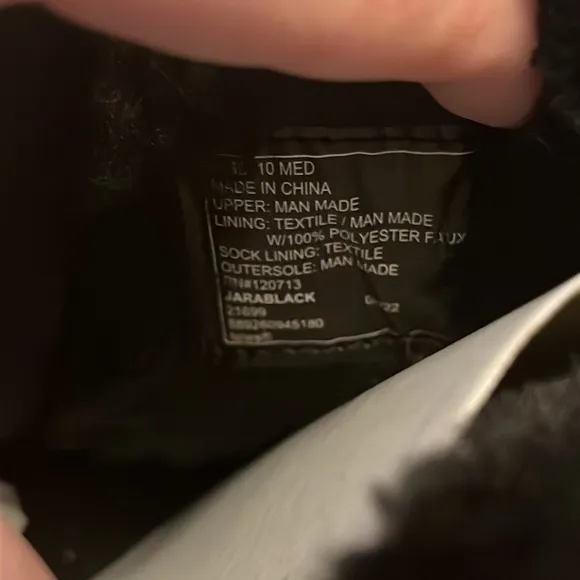 10 MED
MADE IN CHINA
UPPER: MAN MADE
LINING: TEXTILE / MAN MADE
W/100% POLYESTER FAUX
SOCK LINING: TEXTILE
OUTERSOLE: MAN MADE
#120713
JARABLACK
21699
889260945180